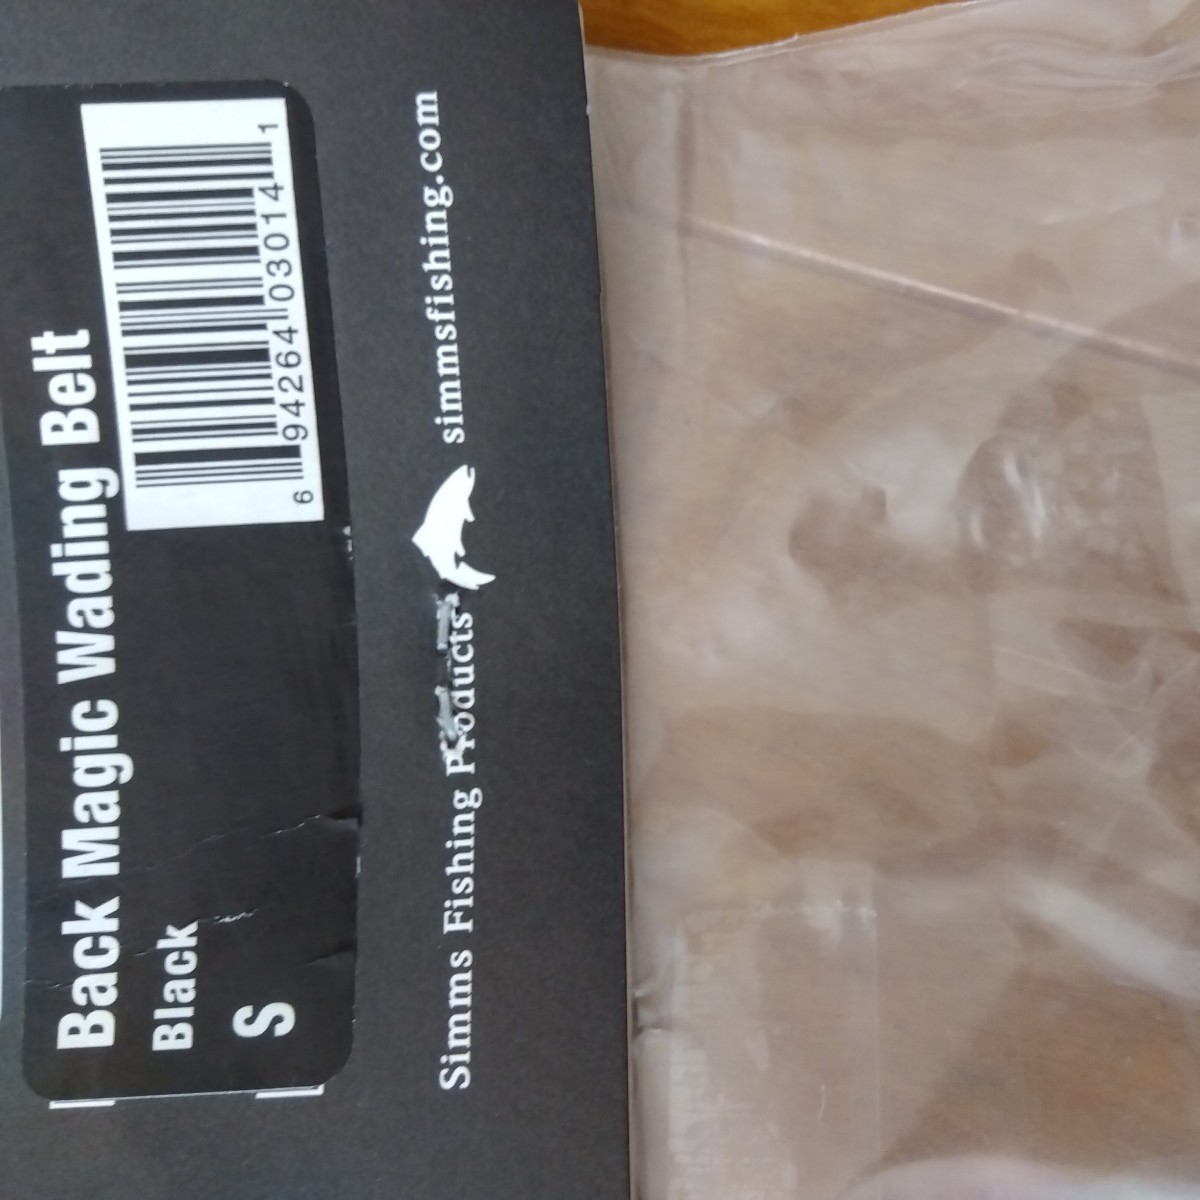 Back Magic Wading Belt
Black
S
6 94264 03014 1
Simms Fishing Products simmsfishing.com